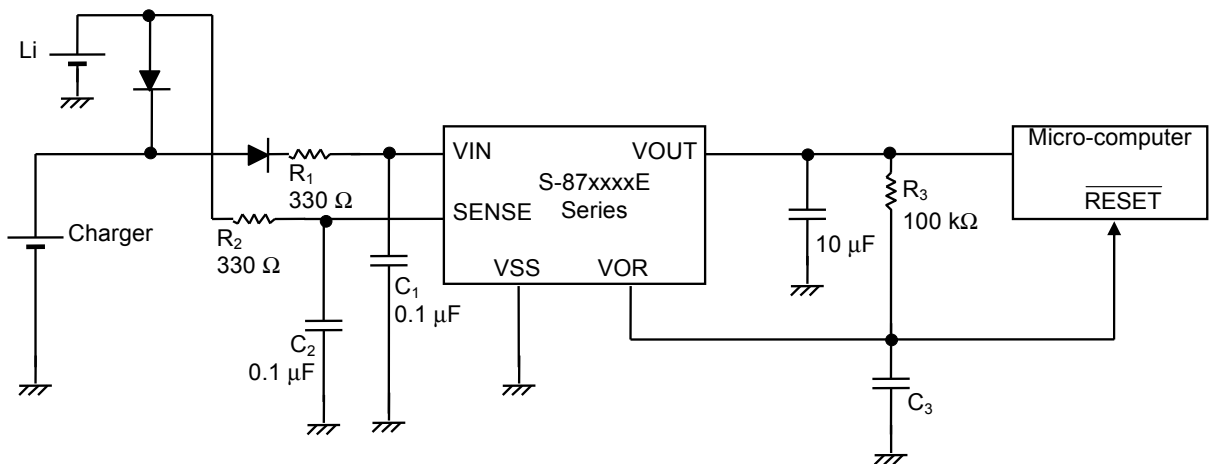 Li
Charger
R₁
330 Ω
R₂
330 Ω
C₁
0.1 μF
C₂
0.1 μF
VIN
VOUT
S-87xxxxE
Series
SENSE
VSS
VOR
10 μF
R₃
100 kΩ
C₃
Micro-computer
RESET